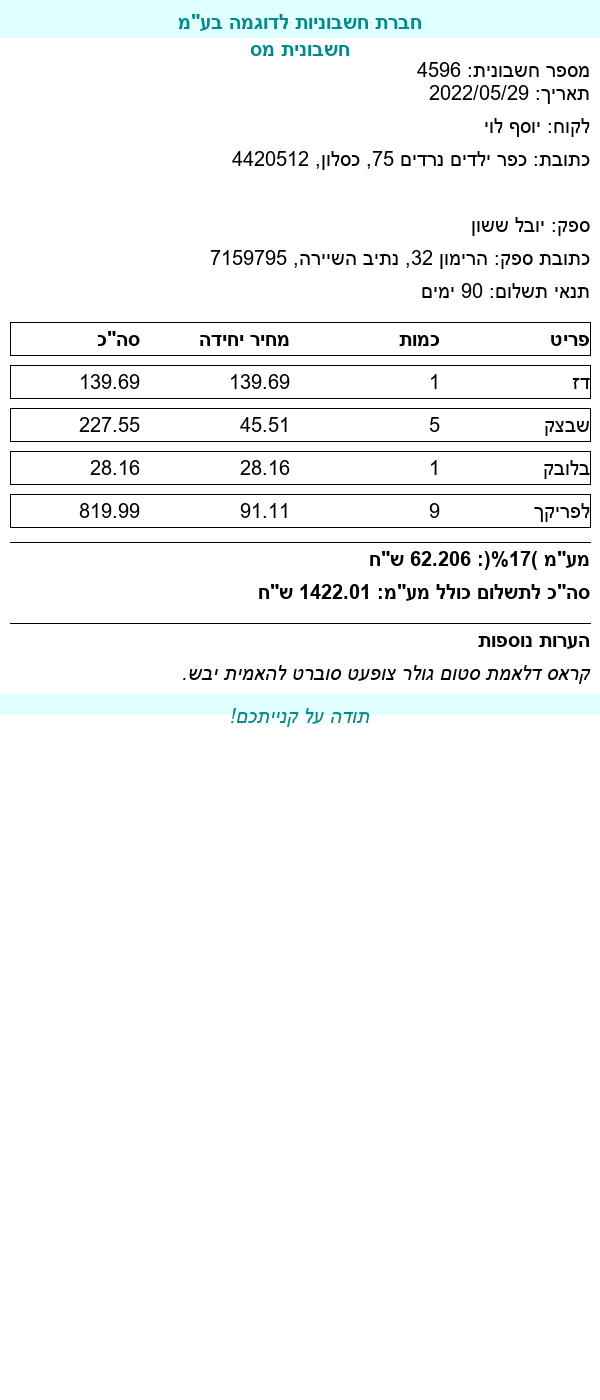 חברת חשבוניות לדוגמה בע"מ
חשבונית מס
מספר חשבונית: 4596
תאריך: 2022/05/29
לקוח: יוסף לוי
כתובת: כפר ילדים נרדים 75, כסלון, 4420512
ספק: יובל ששון
כתובת ספק: הרימון 32, נתיב השיירה, 7159795
תנאי תשלום: 90 ימים
פריט כמות מחיר יחידה סה"כ
דז 1 139.69 139.69
שבצק 5 45.51 227.55
בלובק 1 28.16 28.16
לפריקך 9 91.11 819.99
מע"מ )17%(: 62.206 ש"ח
סה"כ לתשלום כולל מע"מ: 1422.01 ש"ח
הערות נוספות
קראס דלאמת סטום גולר צופעט סוברט להאמית יבש.
תודה על קנייתכם!